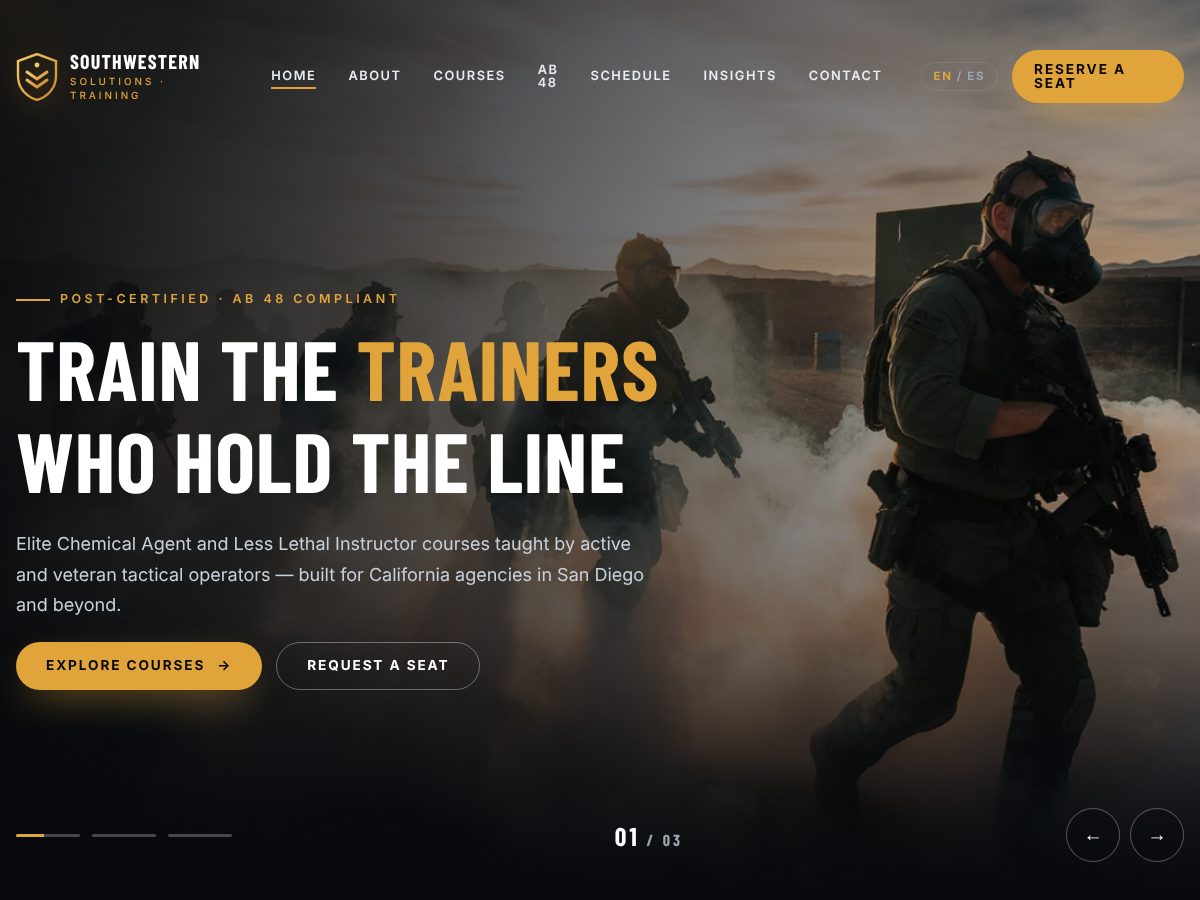 SOUTHWESTERN
SOLUTIONS ·
TRAINING
HOME
ABOUT
COURSES
AB
48
SCHEDULE
INSIGHTS
CONTACT
EN / ES
RESERVE A
SEAT
POST-CERTIFIED · AB 48 COMPLIANT
TRAIN THE TRAINERS
WHO HOLD THE LINE
Elite Chemical Agent and Less Lethal Instructor courses taught by active
and veteran tactical operators — built for California agencies in San Diego
and beyond.
EXPLORE COURSES →
REQUEST A SEAT
01 / 03
← →